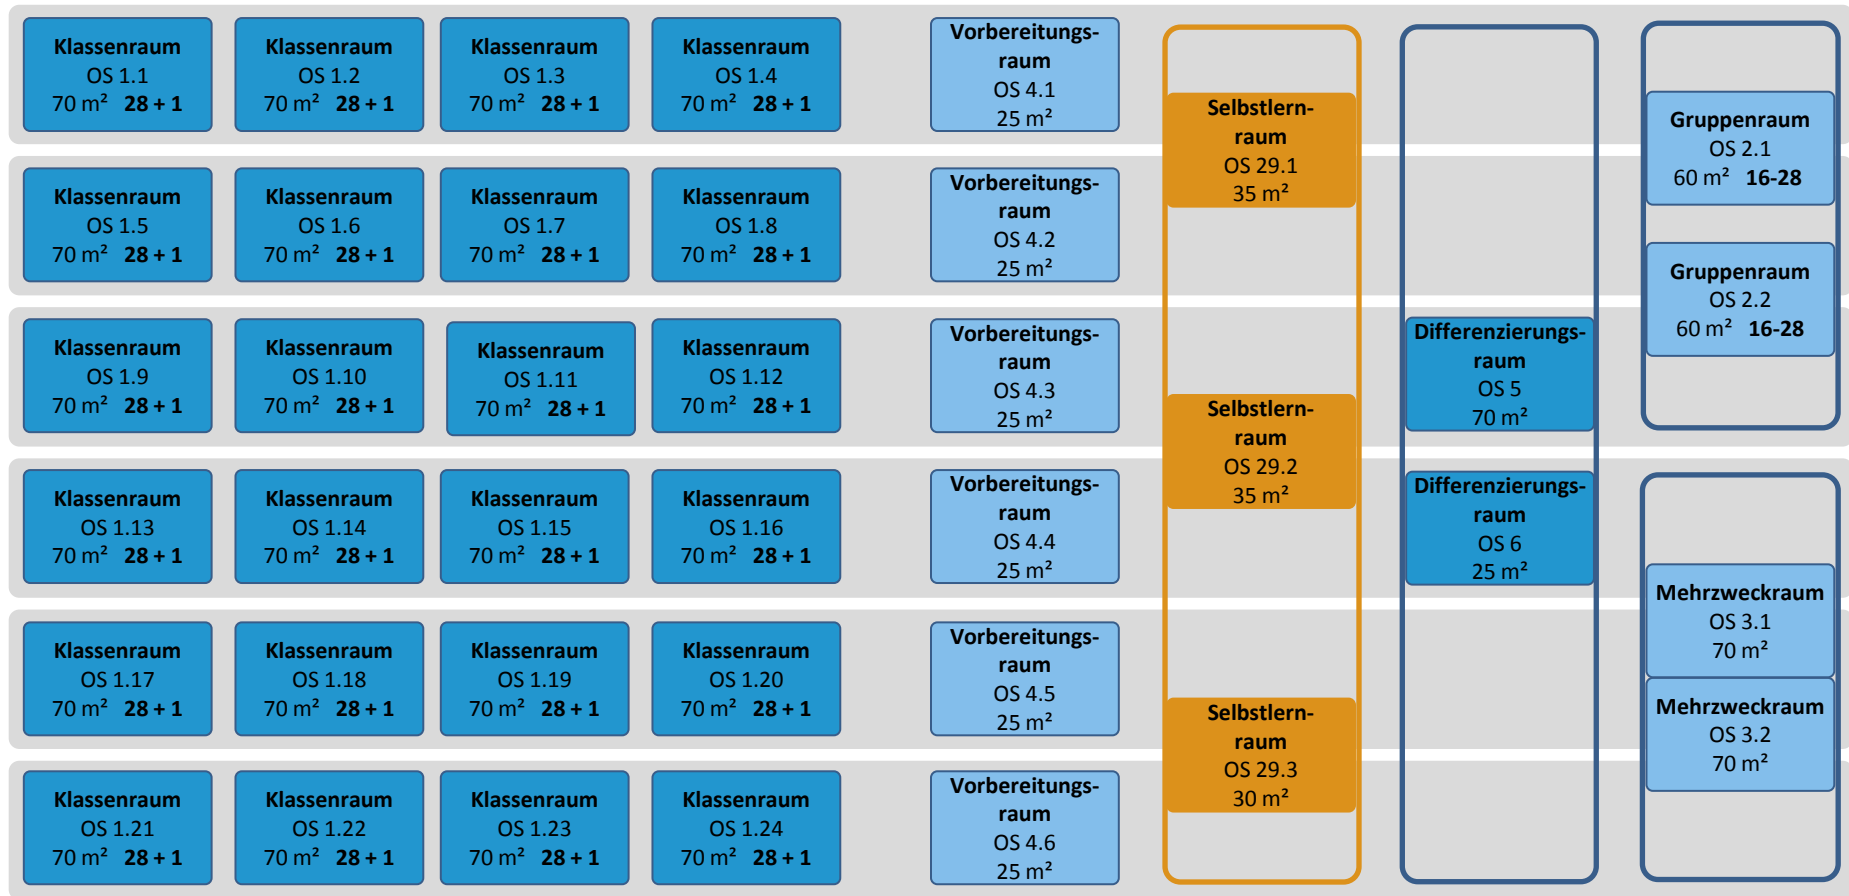 Klassenraum
OS 1.1
70 m² 28 + 1
Klassenraum
OS 1.2
70 m² 28 + 1
Klassenraum
OS 1.3
70 m² 28 + 1
Klassenraum
OS 1.4
70 m² 28 + 1
Vorbereitungs-
raum
OS 4.1
25 m²
Klassenraum
OS 1.5
70 m² 28 + 1
Klassenraum
OS 1.6
70 m² 28 + 1
Klassenraum
OS 1.7
70 m² 28 + 1
Klassenraum
OS 1.8
70 m² 28 + 1
Vorbereitungs-
raum
OS 4.2
25 m²
Klassenraum
OS 1.9
70 m² 28 + 1
Klassenraum
OS 1.10
70 m² 28 + 1
Klassenraum
OS 1.11
70 m² 28 + 1
Klassenraum
OS 1.12
70 m² 28 + 1
Vorbereitungs-
raum
OS 4.3
25 m²
Klassenraum
OS 1.13
70 m² 28 + 1
Klassenraum
OS 1.14
70 m² 28 + 1
Klassenraum
OS 1.15
70 m² 28 + 1
Klassenraum
OS 1.16
70 m² 28 + 1
Vorbereitungs-
raum
OS 4.4
25 m²
Klassenraum
OS 1.17
70 m² 28 + 1
Klassenraum
OS 1.18
70 m² 28 + 1
Klassenraum
OS 1.19
70 m² 28 + 1
Klassenraum
OS 1.20
70 m² 28 + 1
Vorbereitungs-
raum
OS 4.5
25 m²
Klassenraum
OS 1.21
70 m² 28 + 1
Klassenraum
OS 1.22
70 m² 28 + 1
Klassenraum
OS 1.23
70 m² 28 + 1
Klassenraum
OS 1.24
70 m² 28 + 1
Vorbereitungs-
raum
OS 4.6
25 m²
Selbstlern-
raum
OS 29.1
35 m²
Selbstlern-
raum
OS 29.2
35 m²
Selbstlern-
raum
OS 29.3
30 m²
Differenzierungs-
raum
OS 5
70 m²
Differenzierungs-
raum
OS 6
25 m²
Gruppenraum
OS 2.1
60 m² 16-28
Gruppenraum
OS 2.2
60 m² 16-28
Mehrzweckraum
OS 3.1
70 m²
Mehrzweckraum
OS 3.2
70 m²